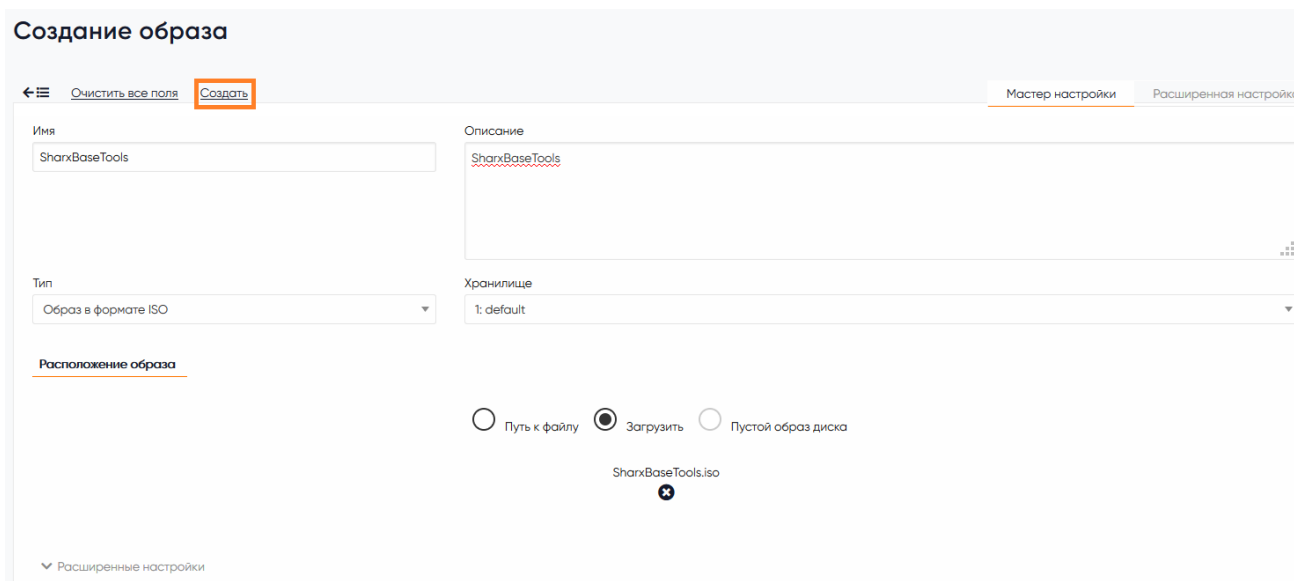 Создание образа
Очистить все поля Создать Мастер настройки Расширенная настройка
Имя Описание
SharxBaseTools SharxBaseTools
Тип Хранилище
Образ в формате ISO 1: default
Расположение образа
Путь к файлу Загрузить Пустой образ диска
SharxBaseTools.iso
Расширенные настройки